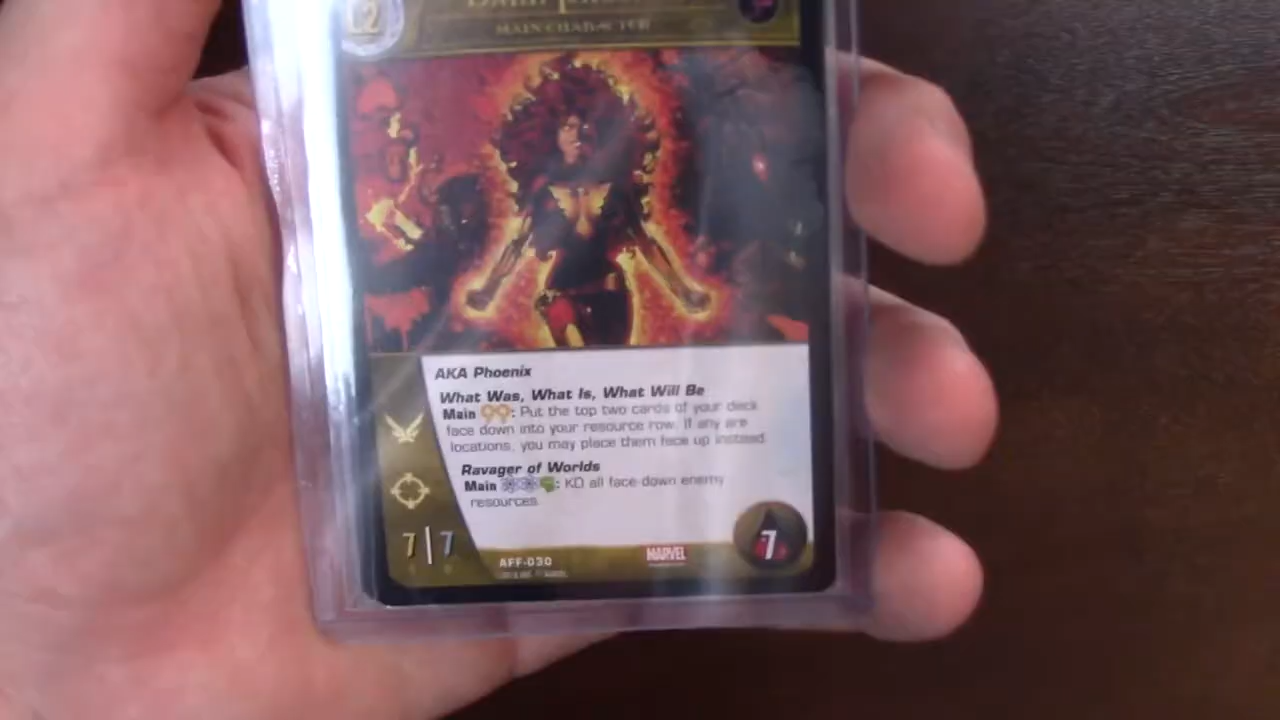 L2
MAIN CHARACTER
AKA Phoenix
What Was, What Is, What Will Be
Main : Put the top two cards of your deck
face down into your resource row. If any are
locations, you may place them face up instead.
Ravager of Worlds
Main : KO all face-down enemy
resources.
7 7
AFF-030
MARVEL
7